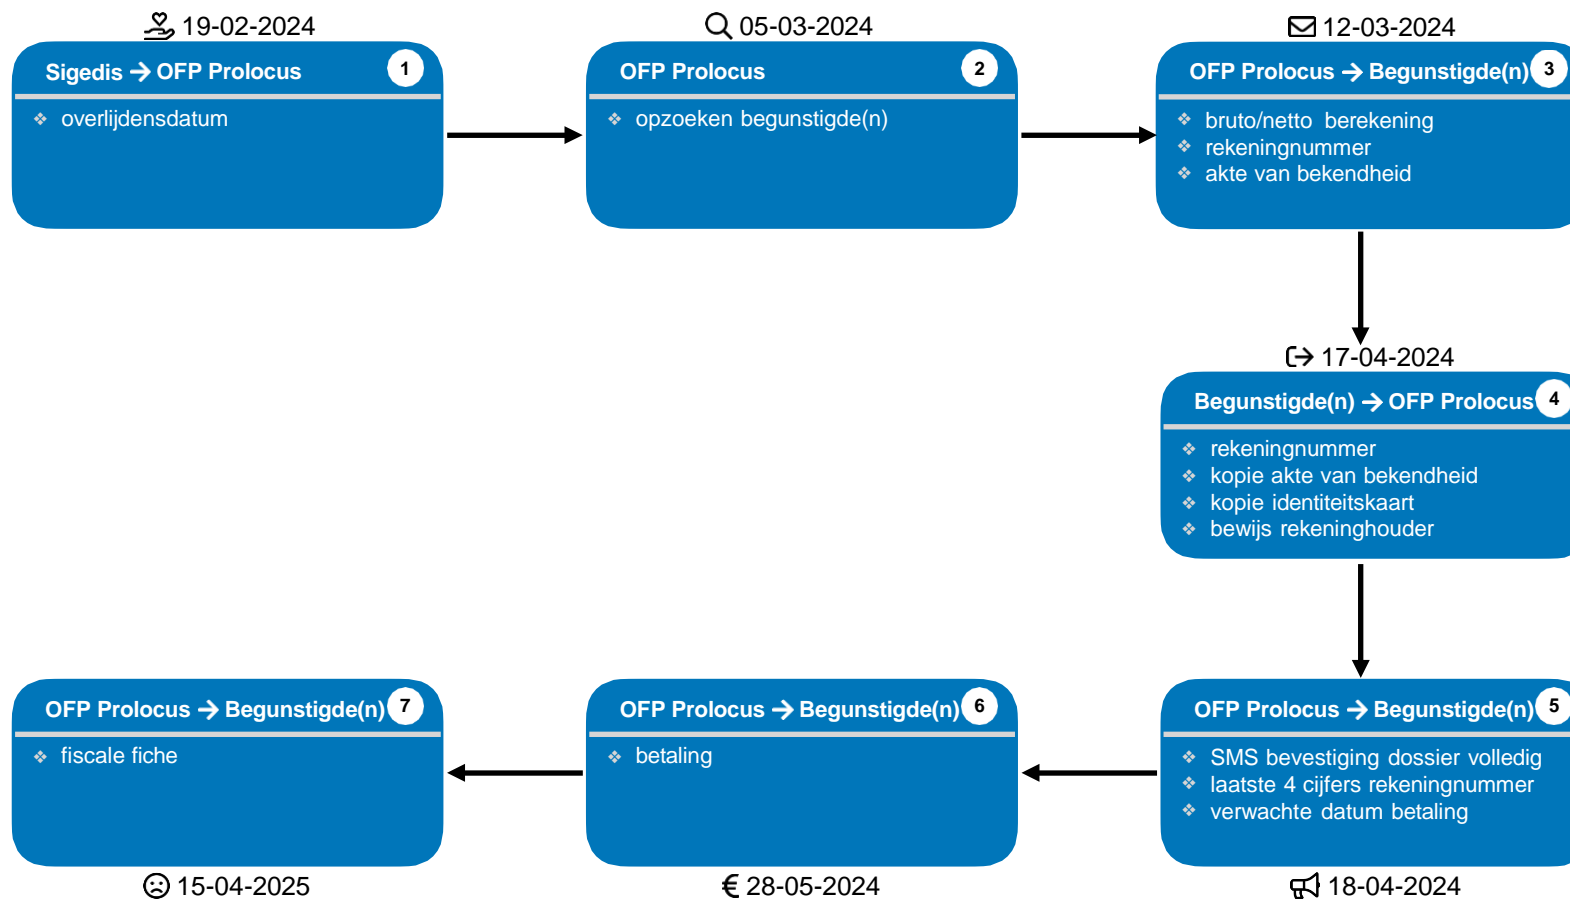 19-02-2024
Sigedis → OFP Prolocus 1
❖ overlijdensdatum
05-03-2024
OFP Prolocus 2
❖ opzoeken begunstigde(n)
12-03-2024
OFP Prolocus → Begunstigde(n) 3
❖ bruto/netto berekening
❖ rekeningnummer
❖ akte van bekendheid
17-04-2024
Begunstigde(n) → OFP Prolocus 4
❖ rekeningnummer
❖ kopie akte van bekendheid
❖ kopie identiteitskaart
❖ bewijs rekeninghouder
OFP Prolocus → Begunstigde(n) 5
❖ SMS bevestiging dossier volledig
❖ laatste 4 cijfers rekeningnummer
❖ verwachte datum betaling
18-04-2024
OFP Prolocus → Begunstigde(n) 6
❖ betaling
€ 28-05-2024
OFP Prolocus → Begunstigde(n) 7
❖ fiscale fiche
15-04-2025